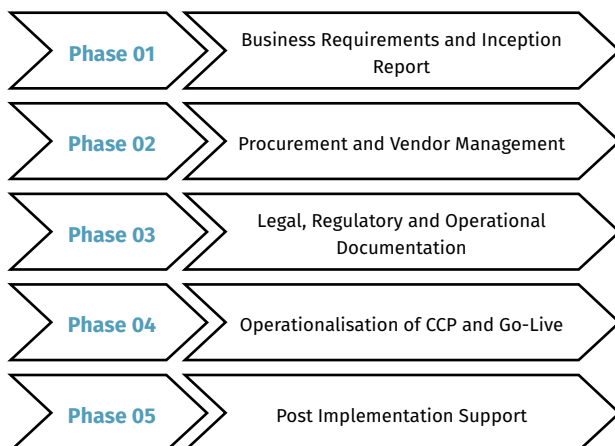 Phase 01
Business Requirements and Inception
Report
Phase 02
Procurement and Vendor Management
Phase 03
Legal, Regulatory and Operational
Documentation
Phase 04
Operationalisation of CCP and Go-Live
Phase 05
Post Implementation Support